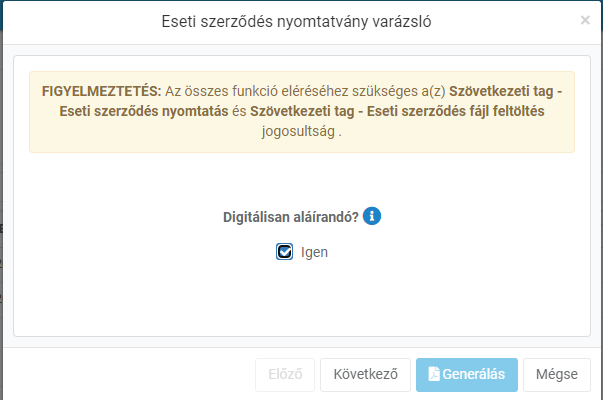 Eseti szerződés nyomtatvány varázsló
×
FIGYELMEZTETÉS: Az összes funkció eléréséhez szükséges a(z) Szövetkezeti tag -
Eseti szerződés nyomtatás és Szövetkezeti tag - Eseti szerződés fájl feltöltés
jogosultság .
Digitálisan aláírandó?
Igen
Előző Következő Generálás Mégse